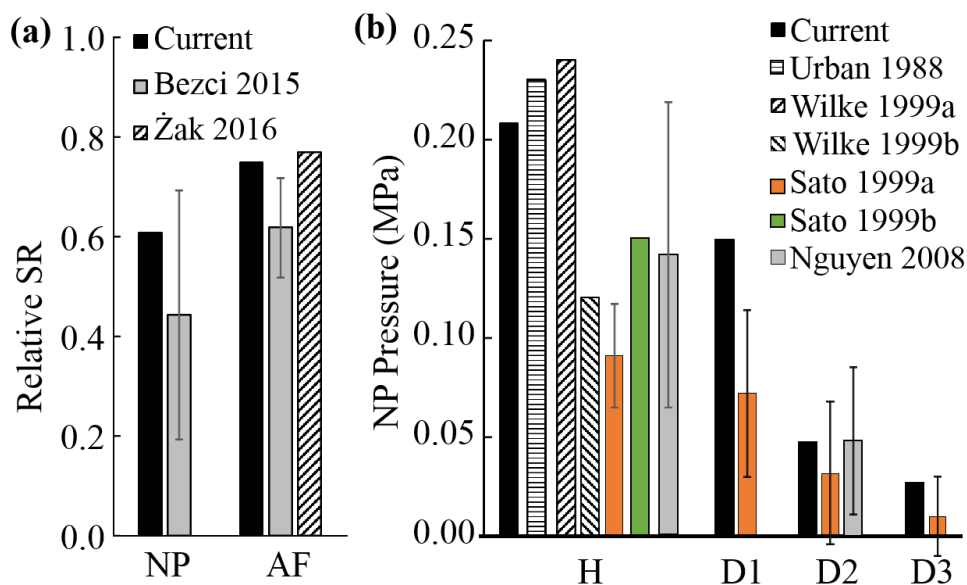 (a)
1.0
0.8
0.6
0.4
0.2
0.0
Relative SR
Current
Bezci 2015
Żak 2016
NP
AF
(b)
0.25
0.20
0.15
0.10
0.05
0.00
NP Pressure (MPa)
Current
Urban 1988
Wilke 1999a
Wilke 1999b
Sato 1999a
Sato 1999b
Nguyen 2008
H
D1
D2
D3